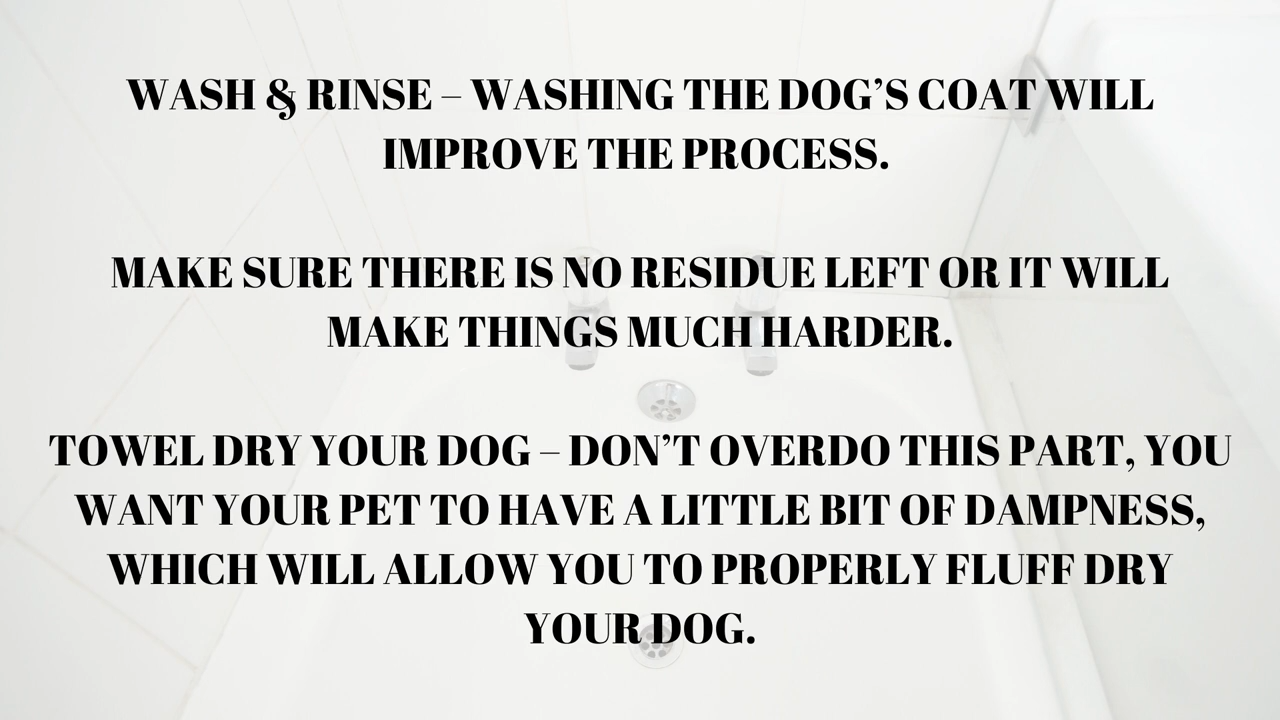 WASH & RINSE – WASHING THE DOG’S COAT WILL
IMPROVE THE PROCESS.
MAKE SURE THERE IS NO RESIDUE LEFT OR IT WILL
MAKE THINGS MUCH HARDER.
TOWEL DRY YOUR DOG – DON’T OVERDO THIS PART, YOU
WANT YOUR PET TO HAVE A LITTLE BIT OF DAMPNESS,
WHICH WILL ALLOW YOU TO PROPERLY FLUFF DRY
YOUR DOG.